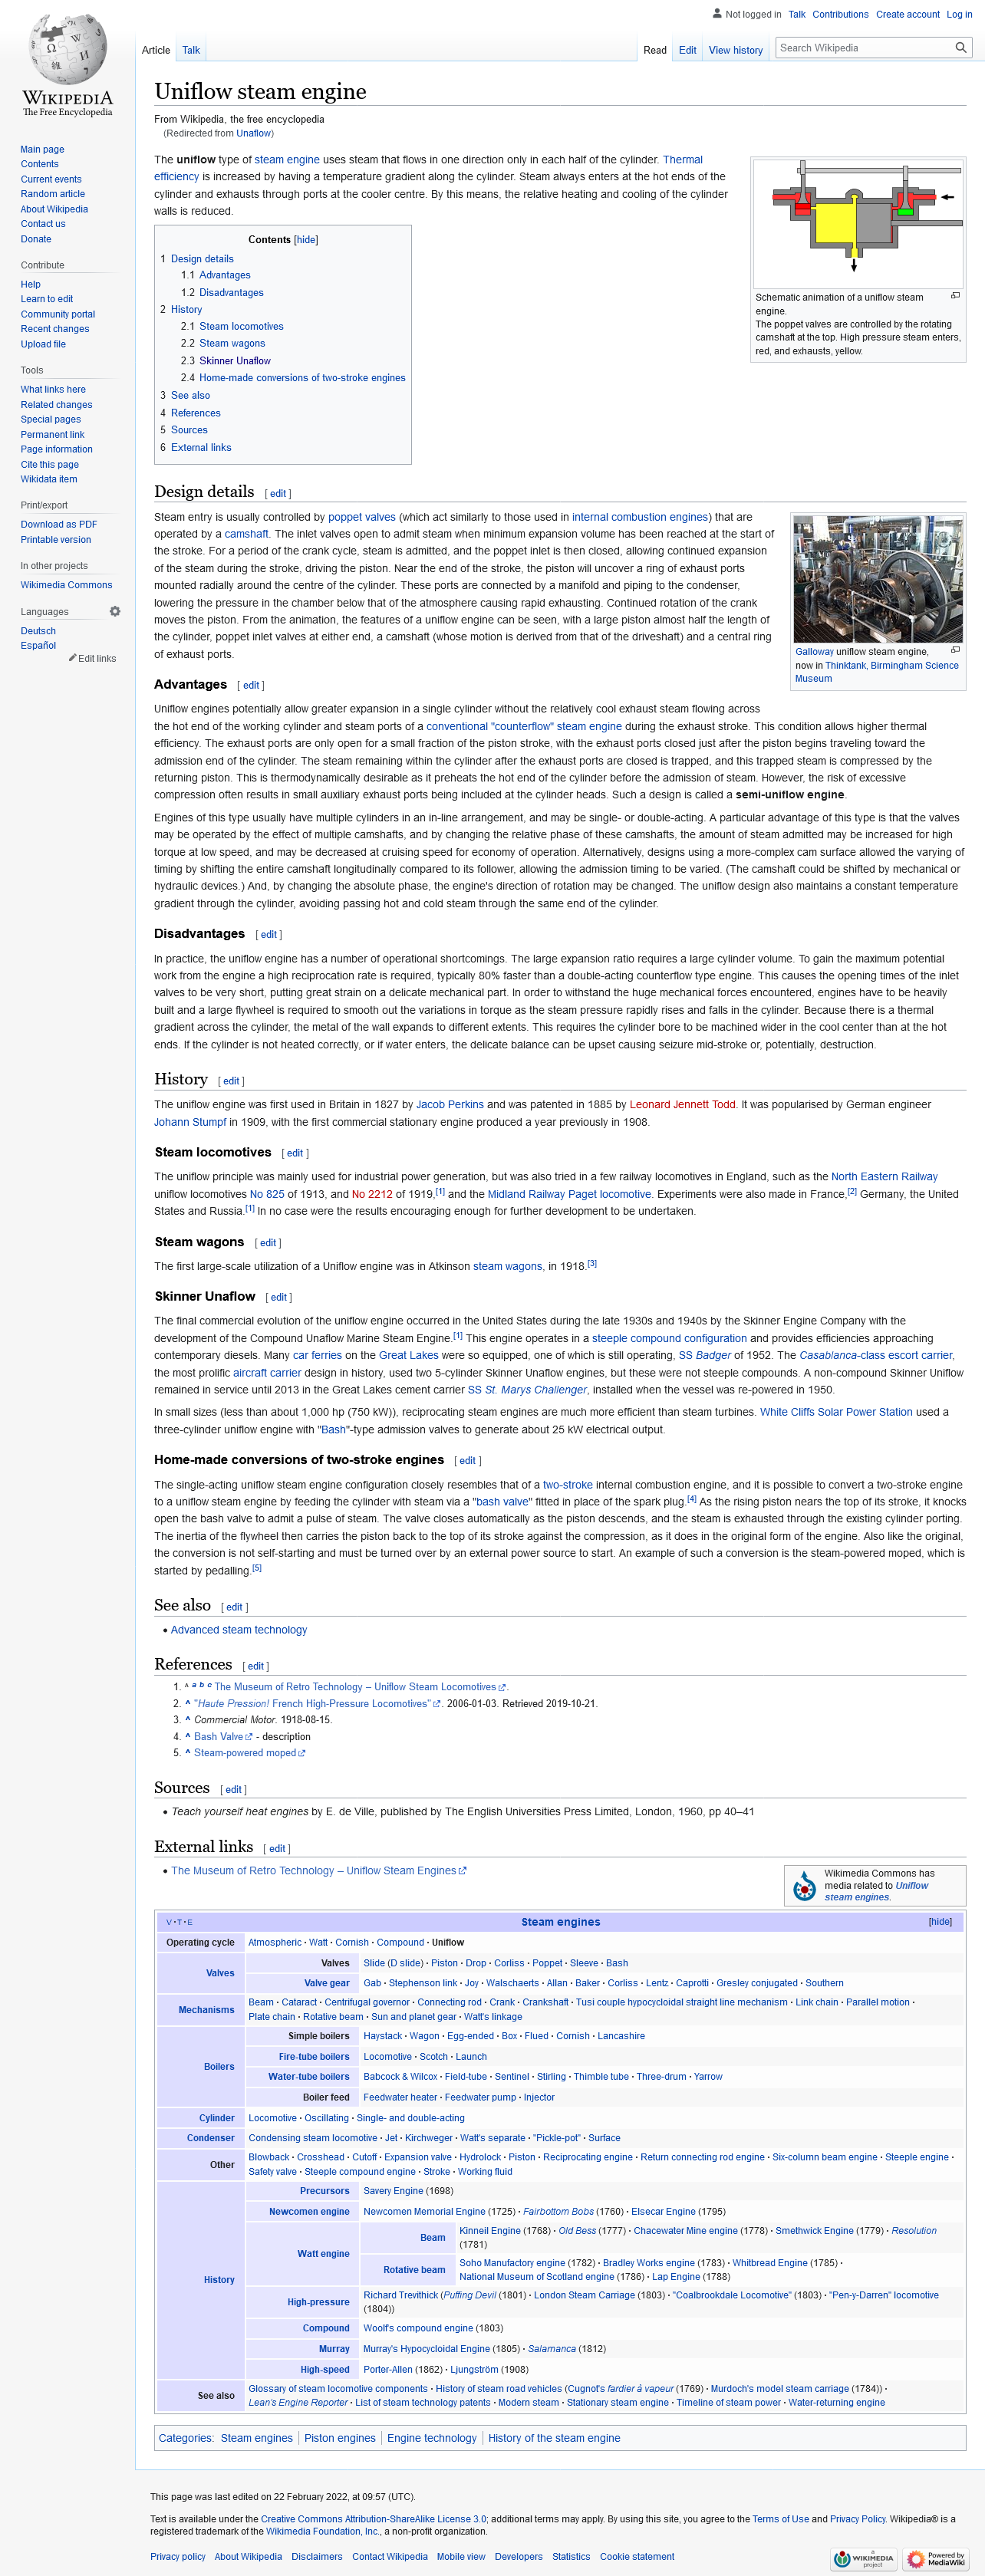 Not logged in Talk Contributions Create account Log in
Article Talk Read Edit View history Search Wikipedia
WIKIPEDIA
The Free Encyclopedia
Main page
Contents
Current events
Random article
About Wikipedia
Contact us
Donate
Contribute
Help
Learn to edit
Community portal
Recent changes
Upload file
Tools
What links here
Related changes
Special pages
Permanent link
Page information
Cite this page
Wikidata item
Print/export
Download as PDF
Printable version
In other projects
Wikimedia Commons
Languages
Deutsch
Español
Edit links
Uniflow steam engine
From Wikipedia, the free encyclopedia
(Redirected from Unaflow)
The uniflow type of steam engine uses steam that flows in one direction only in each half of the cylinder. Thermal
efficiency is increased by having a temperature gradient along the cylinder. Steam always enters at the hot ends of the
cylinder and exhausts through ports at the cooler centre. By this means, the relative heating and cooling of the cylinder
walls is reduced.
Schematic animation of a uniflow steam
engine.
The poppet valves are controlled by the rotating
camshaft at the top. High pressure steam enters,
red, and exhausts, yellow.
Contents [hide]
1 Design details
1.1 Advantages
1.2 Disadvantages
2 History
2.1 Steam locomotives
2.2 Steam wagons
2.3 Skinner Unaflow
2.4 Home-made conversions of two-stroke engines
3 See also
4 References
5 Sources
6 External links
Design details [ edit ]
Steam entry is usually controlled by poppet valves (which act similarly to those used in internal combustion engines) that are
operated by a camshaft. The inlet valves open to admit steam when minimum expansion volume has been reached at the start
of the stroke. For a period of the crank cycle, steam is admitted, and the poppet inlet is then closed, allowing continued expansion
of the steam during the stroke, driving the piston. Near the end of the stroke, the piston will uncover a ring of exhaust ports
mounted radially around the centre of the cylinder. These ports are connected by a manifold and piping to the condenser,
lowering the pressure in the chamber below that of the atmosphere causing rapid exhausting. Continued rotation of the crank
moves the piston. From the animation, the features of a uniflow engine can be seen, with a large piston almost half the length of
the cylinder, poppet inlet valves at either end, a camshaft (whose motion is derived from that of the driveshaft) and a central ring
of exhaust ports.
Galloway uniflow steam engine,
now in Thinktank, Birmingham Science
Museum
Advantages [ edit ]
Uniflow engines potentially allow greater expansion in a single cylinder without the relatively cool exhaust steam flowing across
the hot end of the working cylinder and steam ports of a conventional "counterflow" steam engine during the exhaust stroke. This condition allows higher thermal
efficiency. The exhaust ports are only open for a small fraction of the piston stroke, with the exhaust ports closed just after the piston begins traveling toward the
admission end of the cylinder. The steam remaining within the cylinder after the exhaust ports are closed is trapped, and this trapped steam is compressed by the
returning piston. This is thermodynamically desirable as it preheats the hot end of the cylinder before the admission of steam. However, the risk of excessive
compression often results in small auxiliary exhaust ports being included at the cylinder heads. Such a design is called a semi-uniflow engine.
Engines of this type usually have multiple cylinders in an in-line arrangement, and may be single- or double-acting. A particular advantage of this type is that the valves
may be operated by the effect of multiple camshafts, and by changing the relative phase of these camshafts, the amount of steam admitted may be increased for high
torque at low speed, and may be decreased at cruising speed for economy of operation. Alternatively, designs using a more-complex cam surface allowed the varying of
timing by shifting the entire camshaft longitudinally compared to its follower, allowing the admission timing to be varied. (The camshaft could be shifted by mechanical or
hydraulic devices.) And, by changing the absolute phase, the engine's direction of rotation may be changed. The uniflow design also maintains a constant temperature
gradient through the cylinder, avoiding passing hot and cold steam through the same end of the cylinder.
Disadvantages [ edit ]
In practice, the uniflow engine has a number of operational shortcomings. The large expansion ratio requires a large cylinder volume. To gain the maximum potential
work from the engine a high reciprocation rate is required, typically 80% faster than a double-acting counterflow type engine. This causes the opening times of the inlet
valves to be very short, putting great strain on a delicate mechanical part. In order to withstand the huge mechanical forces encountered, engines have to be heavily
built and a large flywheel is required to smooth out the variations in torque as the steam pressure rapidly rises and falls in the cylinder. Because there is a thermal
gradient across the cylinder, the metal of the wall expands to different extents. This requires the cylinder bore to be machined wider in the cool center than at the hot
ends. If the cylinder is not heated correctly, or if water enters, the delicate balance can be upset causing seizure mid-stroke or, potentially, destruction.
History [ edit ]
The uniflow engine was first used in Britain in 1827 by Jacob Perkins and was patented in 1885 by Leonard Jennett Todd. It was popularised by German engineer
Johann Stumpf in 1909, with the first commercial stationary engine produced a year previously in 1908.
Steam locomotives [ edit ]
The uniflow principle was mainly used for industrial power generation, but was also tried in a few railway locomotives in England, such as the North Eastern Railway
uniflow locomotives No 825 of 1913, and No 2212 of 1919,[1] and the Midland Railway Paget locomotive. Experiments were also made in France,[2] Germany, the United
States and Russia.[1] In no case were the results encouraging enough for further development to be undertaken.
Steam wagons [ edit ]
The first large-scale utilization of a Uniflow engine was in Atkinson steam wagons, in 1918.[3]
Skinner Unaflow [ edit ]
The final commercial evolution of the uniflow engine occurred in the United States during the late 1930s and 1940s by the Skinner Engine Company with the
development of the Compound Unaflow Marine Steam Engine.[1] This engine operates in a steeple compound configuration and provides efficiencies approaching
contemporary diesels. Many car ferries on the Great Lakes were so equipped, one of which is still operating, SS Badger of 1952. The Casablanca-class escort carrier,
the most prolific aircraft carrier design in history, used two 5-cylinder Skinner Unaflow engines, but these were not steeple compounds. A non-compound Skinner Uniflow
remained in service until 2013 in the Great Lakes cement carrier SS St. Marys Challenger, installed when the vessel was re-powered in 1950.
In small sizes (less than about 1,000 hp (750 kW)), reciprocating steam engines are much more efficient than steam turbines. White Cliffs Solar Power Station used a
three-cylinder uniflow engine with "Bash"-type admission valves to generate about 25 kW electrical output.
Home-made conversions of two-stroke engines [ edit ]
The single-acting uniflow steam engine configuration closely resembles that of a two-stroke internal combustion engine, and it is possible to convert a two-stroke engine
to a uniflow steam engine by feeding the cylinder with steam via a "bash valve" fitted in place of the spark plug.[4] As the rising piston nears the top of its stroke, it knocks
open the bash valve to admit a pulse of steam. The valve closes automatically as the piston descends, and the steam is exhausted through the existing cylinder porting.
The inertia of the flywheel then carries the piston back to the top of its stroke against the compression, as it does in the original form of the engine. Also like the original,
the conversion is not self-starting and must be turned over by an external power source to start. An example of such a conversion is the steam-powered moped, which is
started by pedalling.[5]
See also [ edit ]
• Advanced steam technology
References [ edit ]
1. ^ a b c The Museum of Retro Technology – Uniflow Steam Locomotives.
2. ^ "Haute Pression! French High-Pressure Locomotives". 2006-01-03. Retrieved 2019-10-21.
3. ^ Commercial Motor. 1918-08-15.
4. ^ Bash Valve - description
5. ^ Steam-powered moped
Sources [ edit ]
• Teach yourself heat engines by E. de Ville, published by The English Universities Press Limited, London, 1960, pp 40–41
External links [ edit ]
• The Museum of Retro Technology – Uniflow Steam Engines
Wikimedia Commons has
media related to Uniflow
steam engines.
V · T · E Steam engines [hide]
Operating cycle Atmospheric · Watt · Cornish · Compound · Uniflow
Valves
Valves Slide (D slide) · Piston · Drop · Corliss · Poppet · Sleeve · Bash
Valve gear Gab · Stephenson link · Joy · Walschaerts · Allan · Baker · Corliss · Lentz · Caprotti · Gresley conjugated · Southern
Mechanisms Beam · Cataract · Centrifugal governor · Connecting rod · Crank · Crankshaft · Tusi couple hypocycloidal straight line mechanism · Link chain · Parallel motion ·
Plate chain · Rotative beam · Sun and planet gear · Watt's linkage
Boilers
Simple boilers Haystack · Wagon · Egg-ended · Box · Flued · Cornish · Lancashire
Fire-tube boilers Locomotive · Scotch · Launch
Water-tube boilers Babcock & Wilcox · Field-tube · Sentinel · Stirling · Thimble tube · Three-drum · Yarrow
Boiler feed Feedwater heater · Feedwater pump · Injector
Cylinder Locomotive · Oscillating · Single- and double-acting
Condenser Condensing steam locomotive · Jet · Kirchweger · Watt's separate · "Pickle-pot" · Surface
Other Blowback · Crosshead · Cutoff · Expansion valve · Hydrolock · Piston · Reciprocating engine · Return connecting rod engine · Six-column beam engine · Steeple engine ·
Safety valve · Steeple compound engine · Stroke · Working fluid
History
Precursors Savery Engine (1698)
Newcomen engine Newcomen Memorial Engine (1725) · Fairbottom Bobs (1760) · Elsecar Engine (1795)
Watt engine
Beam Kinneil Engine (1768) · Old Bess (1777) · Chacewater Mine engine (1778) · Smethwick Engine (1779) · Resolution
(1781)
Rotative beam Soho Manufactory engine (1782) · Bradley Works engine (1783) · Whitbread Engine (1785) ·
National Museum of Scotland engine (1786) · Lap Engine (1788)
High-pressure Richard Trevithick (Puffing Devil (1801) · London Steam Carriage (1803) · "Coalbrookdale Locomotive" (1803) · "Pen-y-Darren" locomotive
(1804))
Compound Woolf's compound engine (1803)
Murray Murray's Hypocycloidal Engine (1805) · Salamanca (1812)
High-speed Porter-Allen (1862) · Ljungström (1908)
See also Glossary of steam locomotive components · History of steam road vehicles (Cugnot's fardier à vapeur (1769) · Murdoch's model steam carriage (1784)) ·
Lean's Engine Reporter · List of steam technology patents · Modern steam · Stationary steam engine · Timeline of steam power · Water-returning engine
Categories: Steam engines | Piston engines | Engine technology | History of the steam engine
This page was last edited on 22 February 2022, at 09:57 (UTC).
Text is available under the Creative Commons Attribution-ShareAlike License 3.0; additional terms may apply. By using this site, you agree to the Terms of Use and Privacy Policy. Wikipedia® is a
registered trademark of the Wikimedia Foundation, Inc., a non-profit organization.
Privacy policy About Wikipedia Disclaimers Contact Wikipedia Mobile view Developers Statistics Cookie statement
a WIKIMEDIA project
Powered by MediaWiki